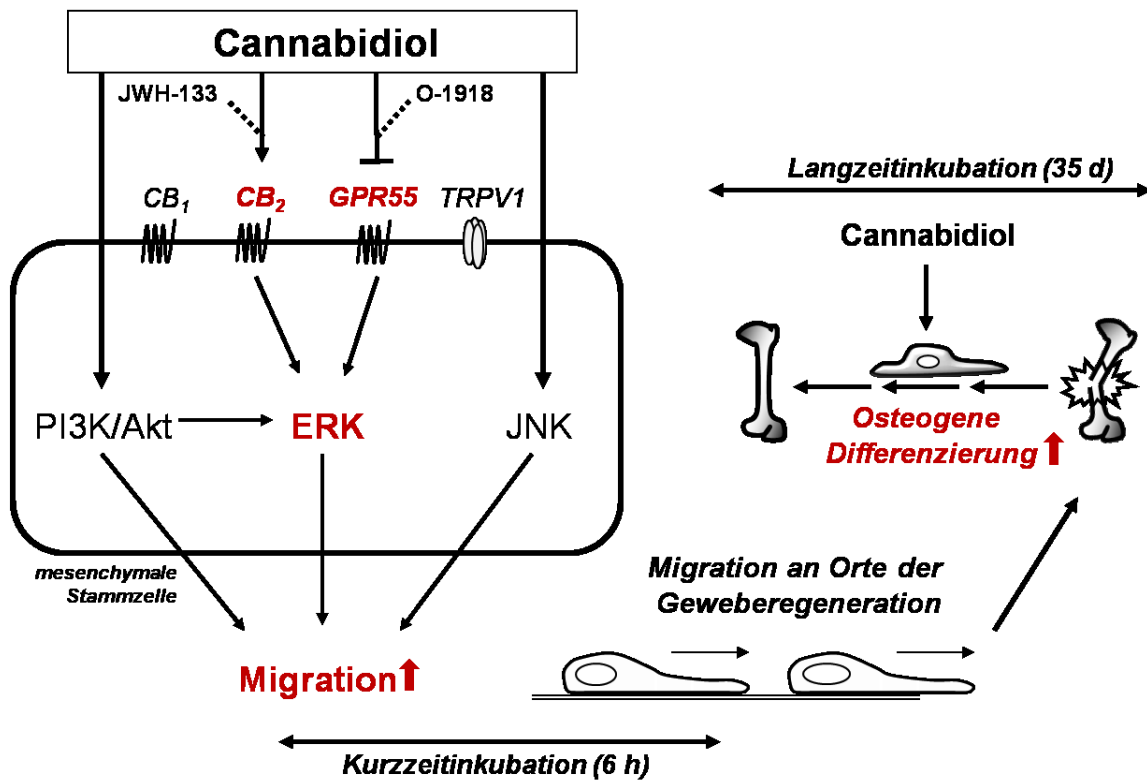 Cannabidiol
JWH-133
O-1918
CB1
CB2
GPR55
TRPV1
PI3K/Akt
ERK
JNK
mesenchymale
Stammzelle
Migration
Kurzzeitinkubation (6 h)
Migration an Orte der
Geweberegeneration
Langzeitinkubation (35 d)
Cannabidiol
Osteogene
Differenzierung